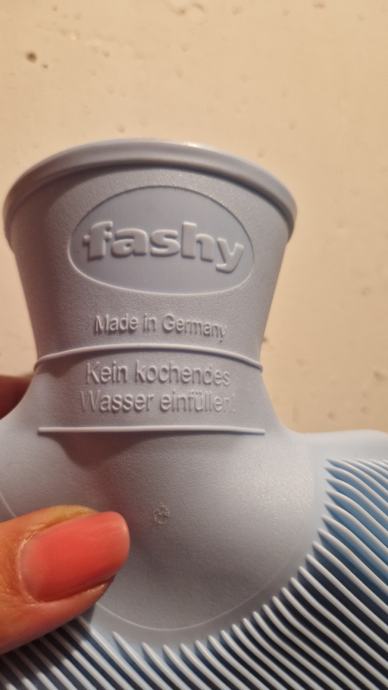 fashy
Made in Germany
Kein kochendes
Wasser einfüllen!